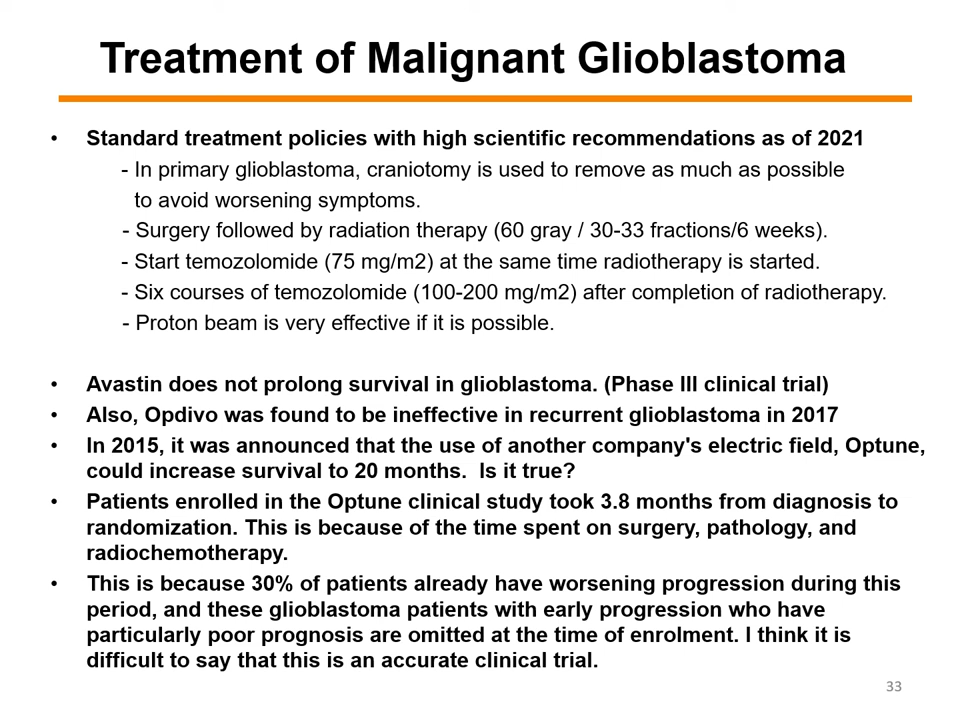 Treatment of Malignant Glioblastoma
• Standard treatment policies with high scientific recommendations as of 2021
- In primary glioblastoma, craniotomy is used to remove as much as possible
to avoid worsening symptoms.
- Surgery followed by radiation therapy (60 gray / 30-33 fractions/6 weeks).
- Start temozolomide (75 mg/m2) at the same time radiotherapy is started.
- Six courses of temozolomide (100-200 mg/m2) after completion of radiotherapy.
- Proton beam is very effective if it is possible.
• Avastin does not prolong survival in glioblastoma. (Phase III clinical trial)
• Also, Opdivo was found to be ineffective in recurrent glioblastoma in 2017
• In 2015, it was announced that the use of another company's electric field, Optune,
could increase survival to 20 months.  Is it true?
• Patients enrolled in the Optune clinical study took 3.8 months from diagnosis to
randomization. This is because of the time spent on surgery, pathology, and
radiochemotherapy.
• This is because 30% of patients already have worsening progression during this
period, and these glioblastoma patients with early progression who have
particularly poor prognosis are omitted at the time of enrolment. I think it is
difficult to say that this is an accurate clinical trial.
33